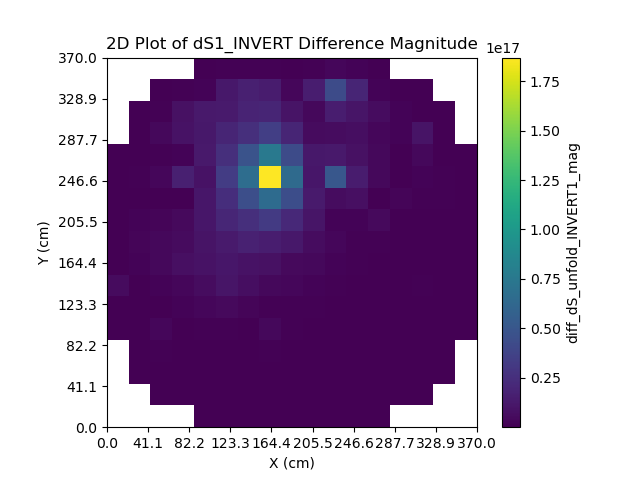 2D Plot of dS1_INVERT Difference Magnitude
1e17
370.0
328.9
287.7
246.6
205.5
164.4
123.3
82.2
41.1
0.0
Y (cm)
0.0 41.1 82.2 123.3 164.4 205.5 246.6 287.7 328.9 370.0
X (cm)
1.75
1.50
1.25
1.00
0.75
0.50
0.25
diff_dS_unfold_INVERT1_mag